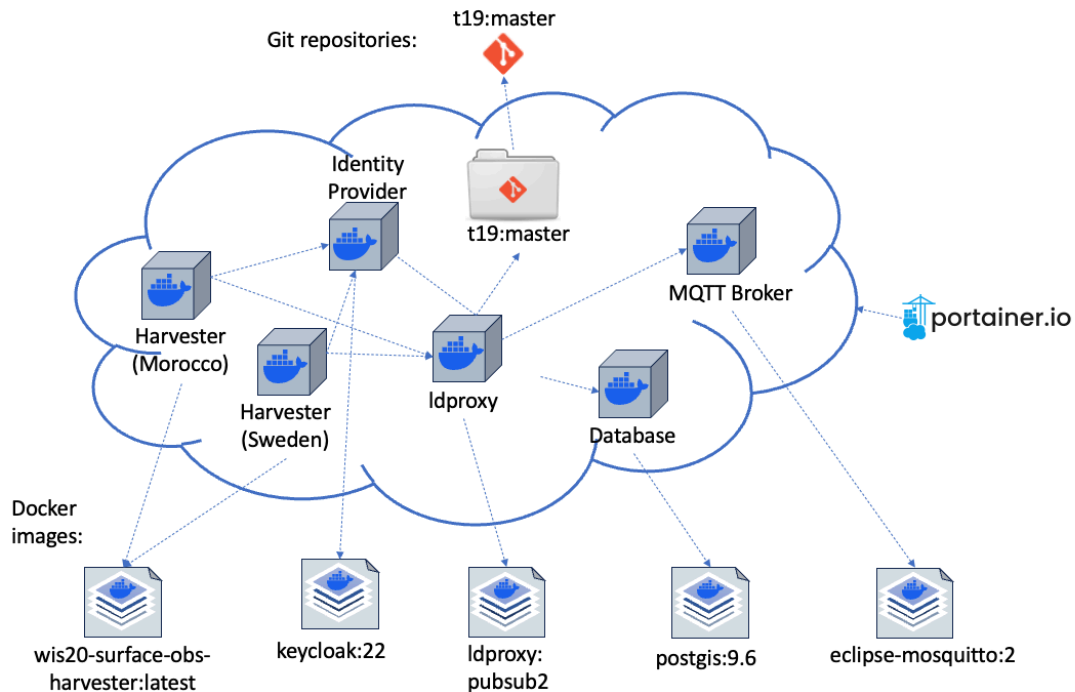 t19:master
Git repositories:
Identity
Provider
t19:master
MQTT Broker
portainer.io
Harvester
(Morocco)
Harvester
(Sweden)
ldproxy
Database
Docker
images:
wis20-surface-obs-
harvester:latest
keycloak:22
ldproxy:
pubsub2
postgis:9.6
eclipse-mosquitto:2